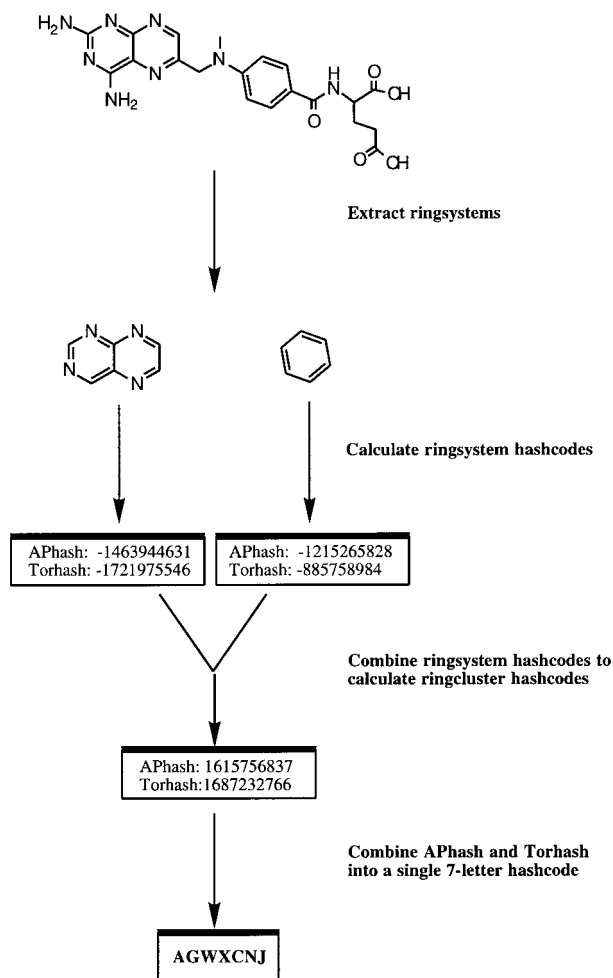 H2N
N
N
N
N
NH2
N
H
N
O
O
OH
O
OH
Extract ringsystems
N
N
N
N
Calculate ringsystem hashcodes
APhash: -1463944631
Torhash: -1721975546
APhash: -1215265828
Torhash: -885758984
Combine ringsystem hashcodes to
calculate ringcluster hashcodes
APhash: 1615756837
Torhash:1687232766
Combine APhash and Torhash
into a single 7-letter hashcode
AGWXCNJ